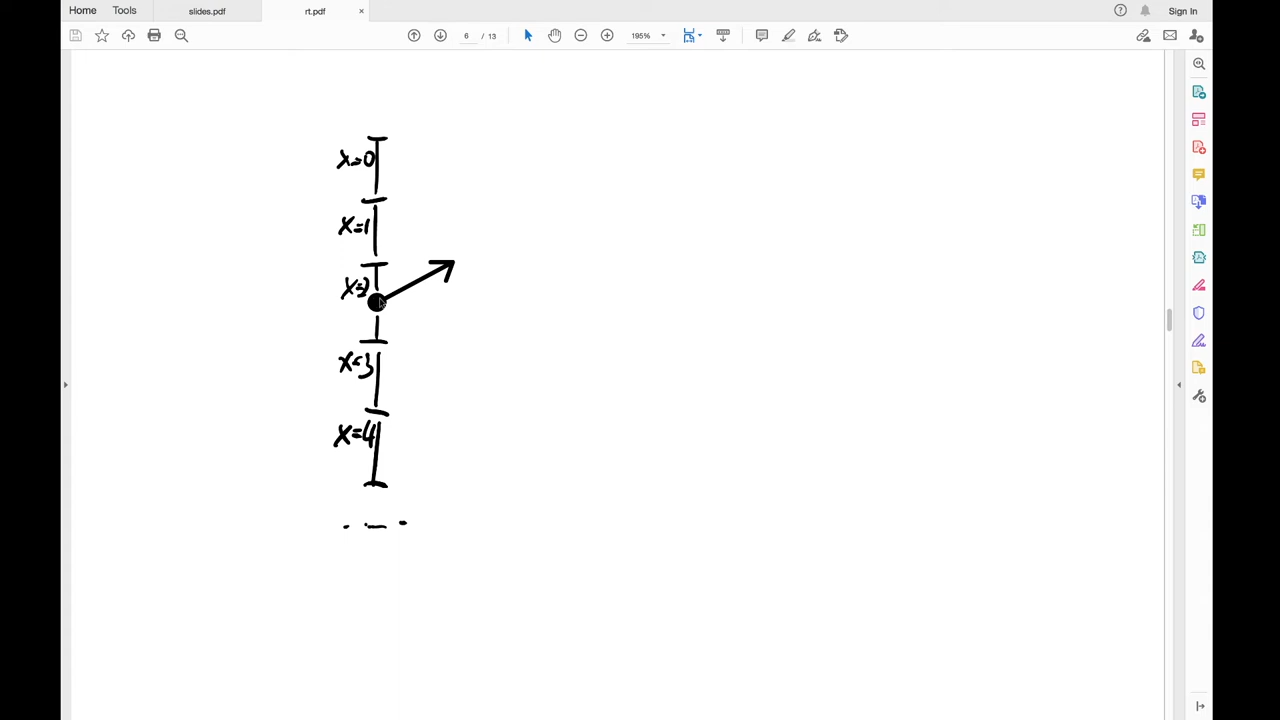 Home Tools slides.pdf rt.pdf × Sign In
6 / 13 195%
x=0
x=1
x=2
x=3
x=4